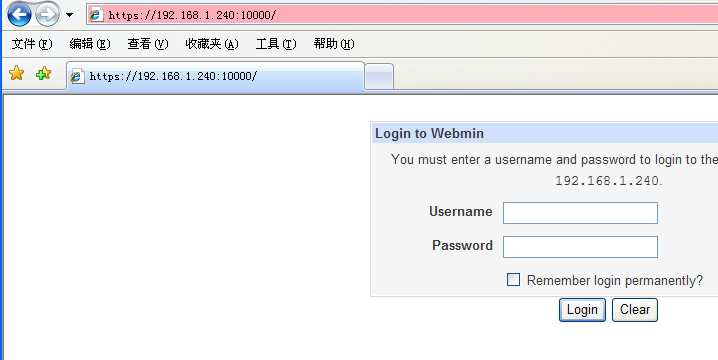 https://192.168.1.240:10000/
文件(F) 编辑(E) 查看(V) 收藏夹(A) 工具(T) 帮助(H)
https://192.168.1.240:10000/
Login to Webmin
You must enter a username and password to login to the
192.168.1.240.
Username
Password
Remember login permanently?
Login Clear